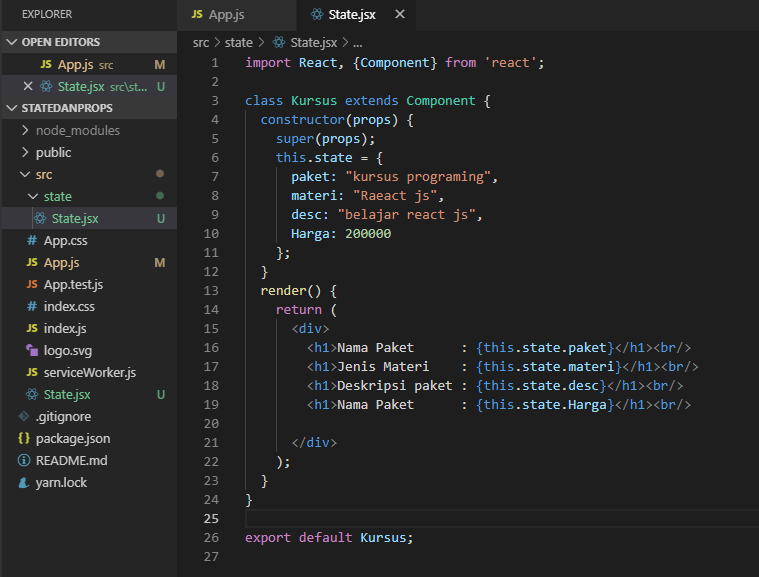 EXPLORER
OPEN EDITORS
JS App.js src M
State.jsx src\st... U
STATEDANPROPS
node_modules
public
src
state
State.jsx U
# App.css
JS App.js M
JS App.test.js
# index.css
JS index.js
logo.svg
JS serviceWorker.js
State.jsx U
.gitignore
{} package.json
README.md
yarn.lock
JS App.js
State.jsx
src > state > State.jsx > ...
1 import React, {Component} from 'react';
2
3 class Kursus extends Component {
4 constructor(props) {
5 super(props);
6 this.state = {
7 paket: "kursus programing",
8 materi: "Raeact js",
9 desc: "belajar react js",
10 Harga: 200000
11 };
12 }
13 render() {
14 return (
15 <div>
16 <h1>Nama Paket : {this.state.paket}</h1><br/>
17 <h1>Jenis Materi : {this.state.materi}</h1><br/>
18 <h1>Deskripsi paket : {this.state.desc}</h1><br/>
19 <h1>Nama Paket : {this.state.Harga}</h1><br/>
20
21 </div>
22 );
23 }
24 }
25
26 export default Kursus;
27